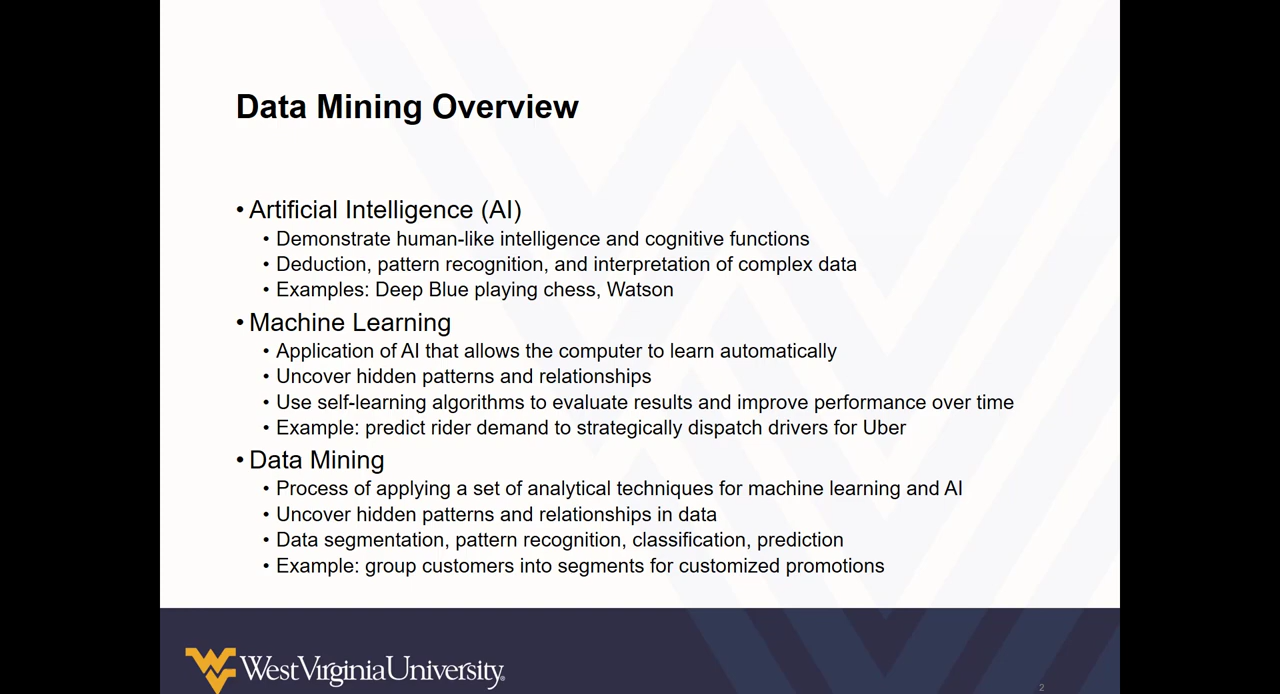 Data Mining Overview
• Artificial Intelligence (AI)
• Demonstrate human-like intelligence and cognitive functions
• Deduction, pattern recognition, and interpretation of complex data
• Examples: Deep Blue playing chess, Watson
• Machine Learning
• Application of AI that allows the computer to learn automatically
• Uncover hidden patterns and relationships
• Use self-learning algorithms to evaluate results and improve performance over time
• Example: predict rider demand to strategically dispatch drivers for Uber
• Data Mining
• Process of applying a set of analytical techniques for machine learning and AI
• Uncover hidden patterns and relationships in data
• Data segmentation, pattern recognition, classification, prediction
• Example: group customers into segments for customized promotions
WestVirginiaUniversity®
2